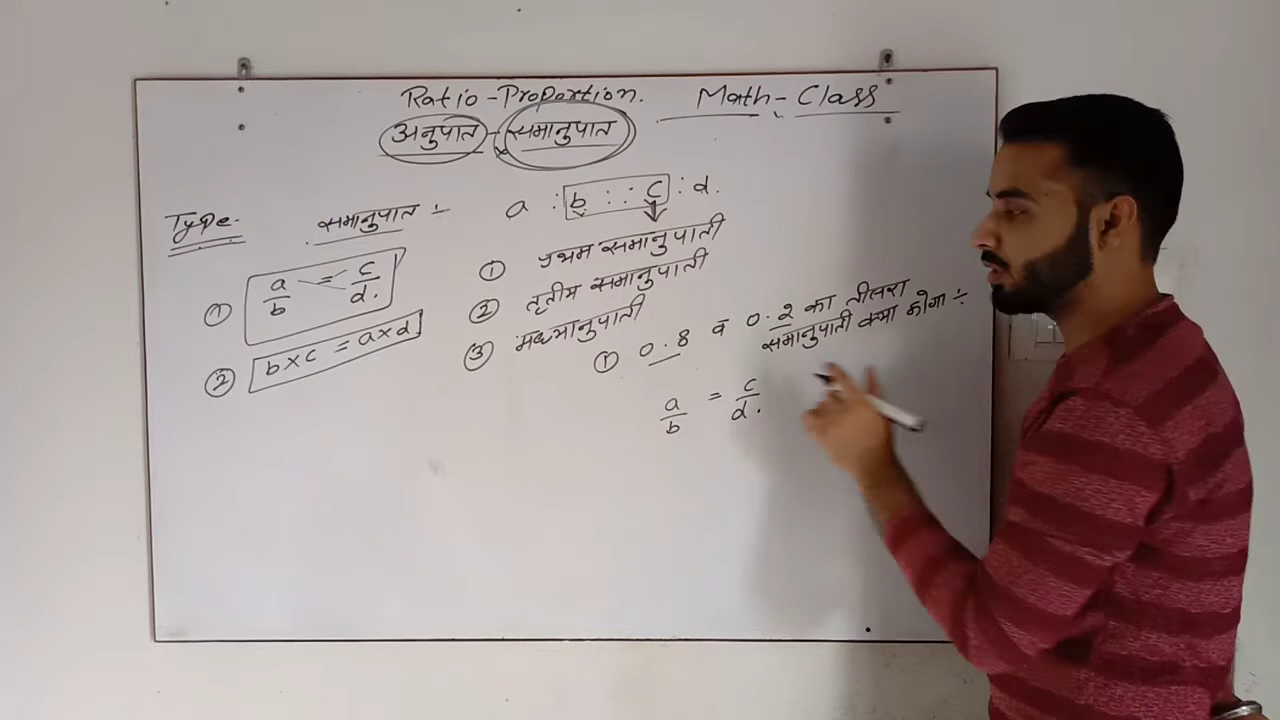 Ratio - Proportion.
Math - Class
अनुपात - समानुपात
a : b : : c : d.
Type.
समानुपात :-
① a/b = c/d.
② b×c = a×d
① प्रथम समानुपाती
② तृतीय समानुपाती
③ मध्यानुपाती
① 0.8 व 0.2 का तीसरा
समानुपाती क्या होगा :-
a/b = c/d.